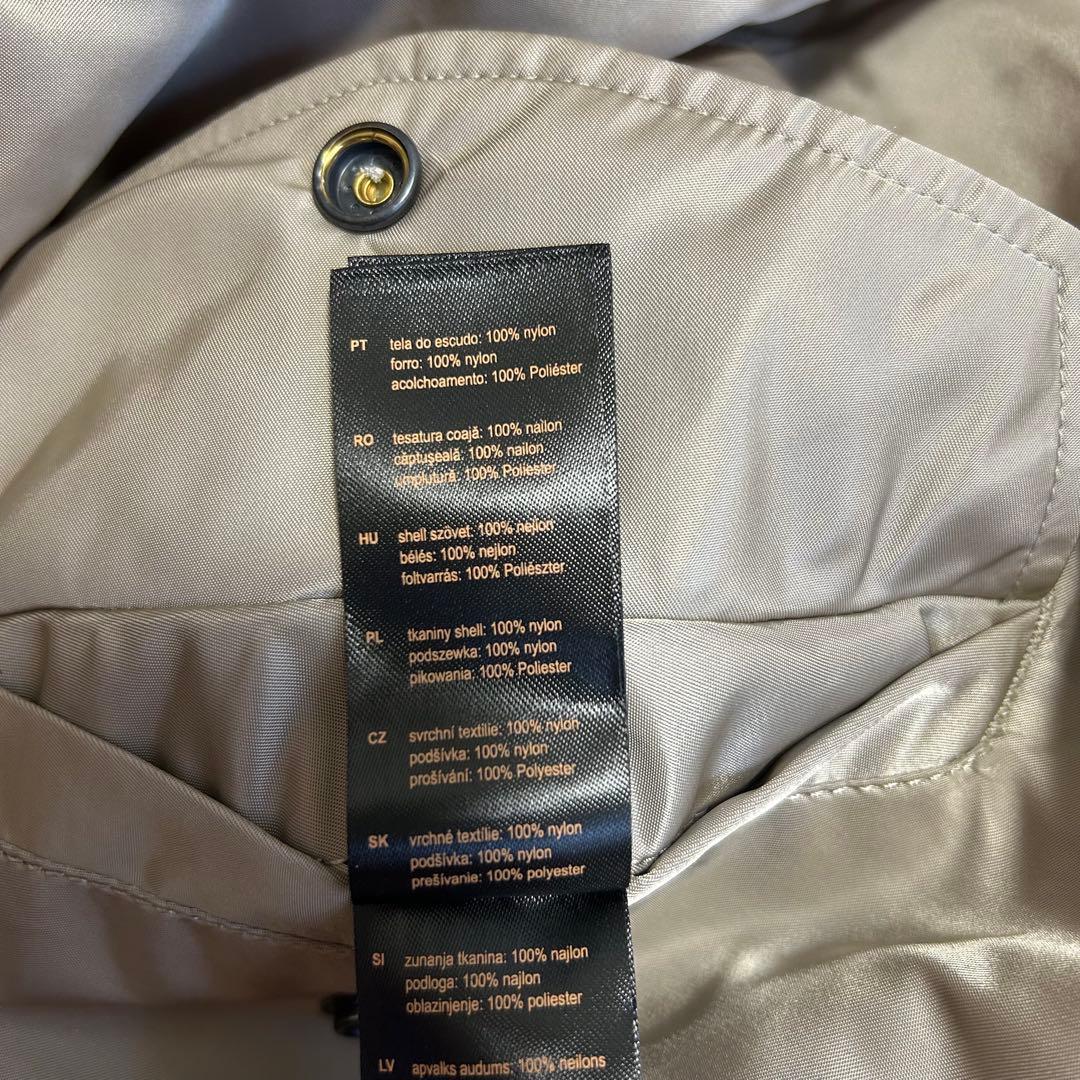 PT tela do escudo: 100% nylon
forro: 100% nylon
acolchoamento: 100% Poliéster
RO tesatura coajă: 100% nailon
căptuşeală: 100% nailon
umplutură: 100% Poliester
HU shell szövet: 100% nejlon
bélés: 100% nejlon
foltvarrás: 100% Poliészter
PL tkaniny shell: 100% nylon
podszewka: 100% nylon
pikowania: 100% Poliester
CZ svrchní textilie: 100% nylon
podšívka: 100% nylon
prošívání: 100% Polyester
SK vrchné textílie: 100% nylon
podšívka: 100% nylon
prešívanie: 100% polyester
SI zunanja tkanina: 100% najlon
podloga: 100% najlon
oblazinjenje: 100% poliester
LV apvalks audums: 100% neilons